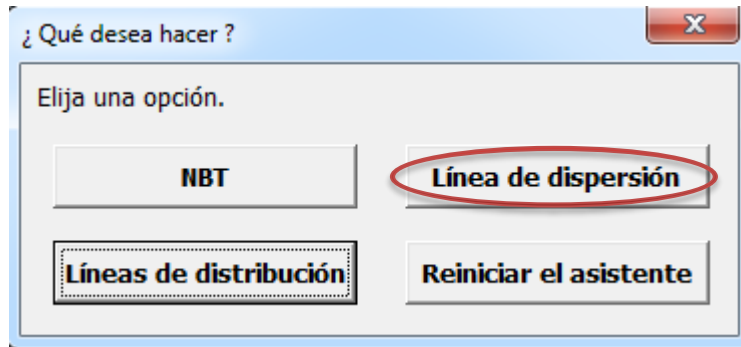 ¿ Qué desea hacer ?
Elija una opción.
NBT
Línea de dispersión
Líneas de distribución
Reiniciar el asistente